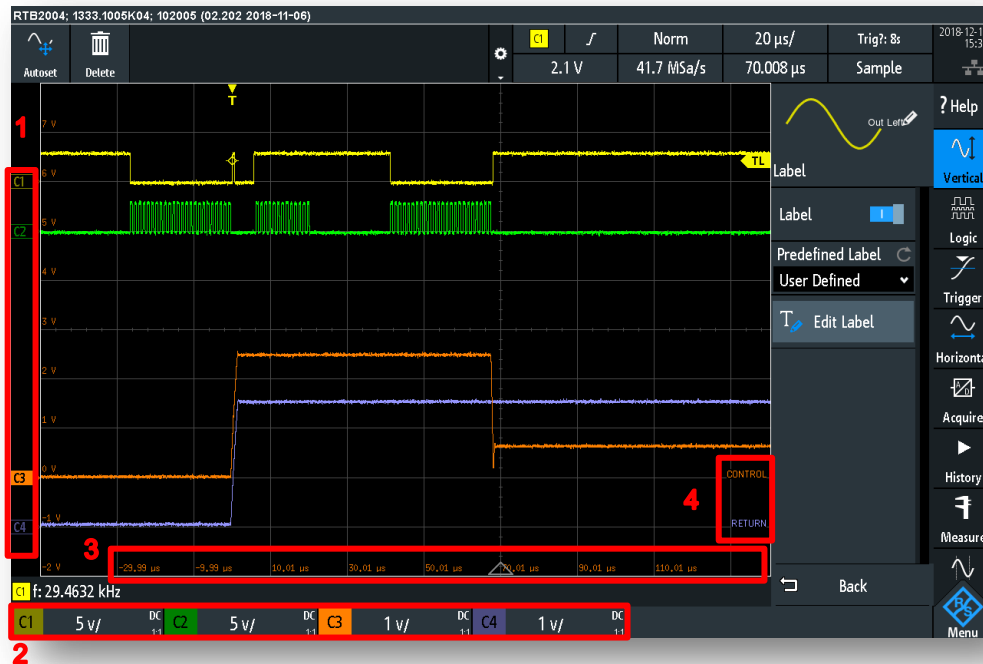 RTB2004; 1333.1005K04; 102005 (02.202 2018-11-06)
Autoset
Delete
C1
Norm
20 µs/
Trig?: 8s
2018-12-1
15:3
2.1 V
41.7 MSa/s
70.008 µs
Sample
T
1
7 V
TL
C1
6 V
C2
5 V
4 V
3 V
2 V
1 V
C3
0 V
CONTROL
4
C4
-1 V
RETURN
3
-2 V
-29,99 µs
-9,99 µs
10,01 µs
30,01 µs
50,01 µs
70,01 µs
90,01 µs
110,01 µs
Out Left
Label
Label
Predefined Label
User Defined
T
Edit Label
Back
? Help
Vertical
Logic
Trigger
Horizonta
Acquire
History
Measure
R&S
Menu
C1 f: 29.4632 kHz
C1 5 V/ DC 1:1
C2 5 V/ DC 1:1
C3 1 V/ DC 1:1
C4 1 V/ DC 1:1
2